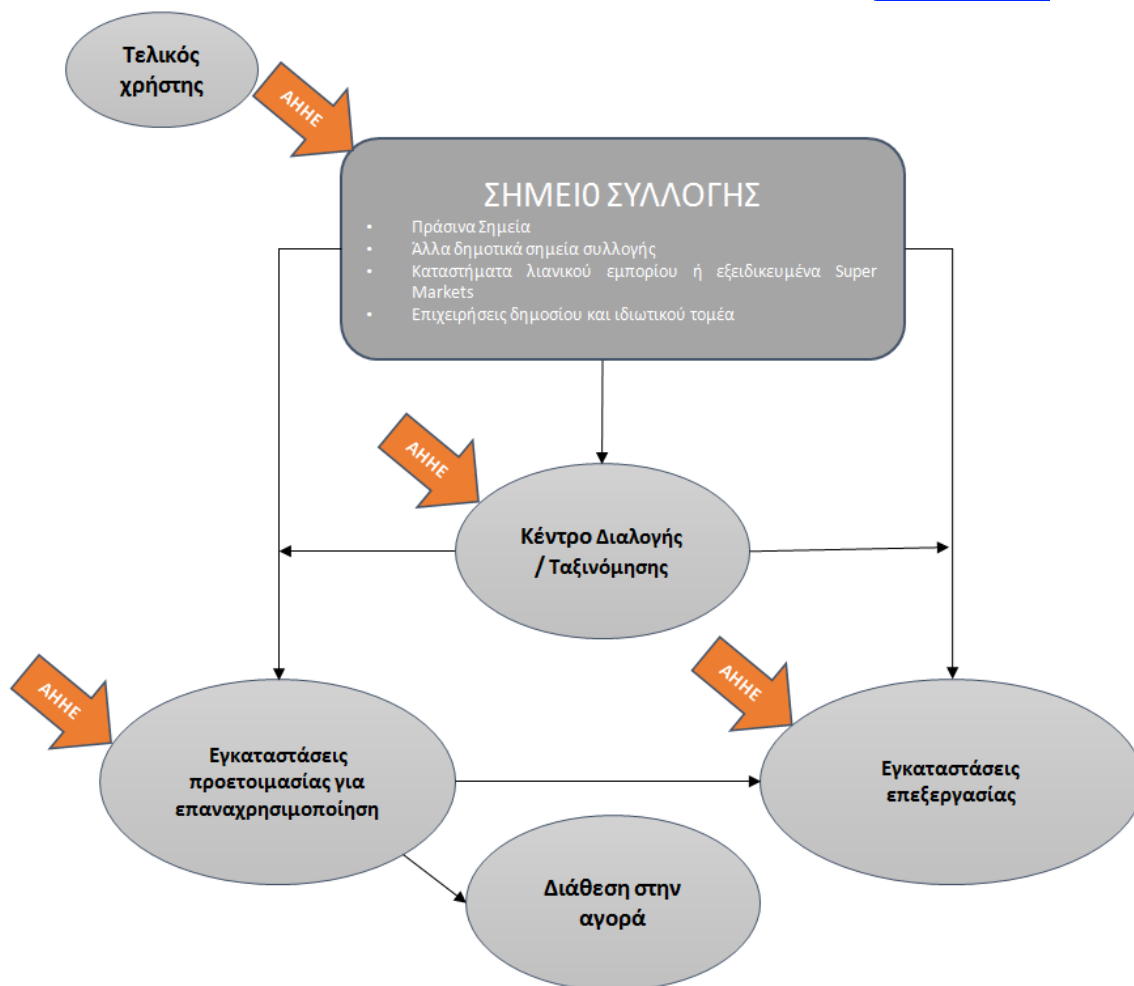 Τελικός
χρήστης
ΑΗΗΕ
ΣΗΜΕΙ0 ΣΥΛΛΟΓΗΣ
• Πράσινα Σημεία
• Άλλα δημοτικά σημεία συλλογής
• Καταστήματα λιανικού εμπορίου ή εξειδικευμένα Super
Markets
• Επιχειρήσεις δημοσίου και ιδιωτικού τομέα
ΑΗΗΕ
Κέντρο Διαλογής
/ Ταξινόμησης
ΑΗΗΕ
Εγκαταστάσεις
προετοιμασίας για
επαναχρησιμοποίηση
ΑΗΗΕ
Εγκαταστάσεις
επεξεργασίας
Διάθεση στην
αγορά